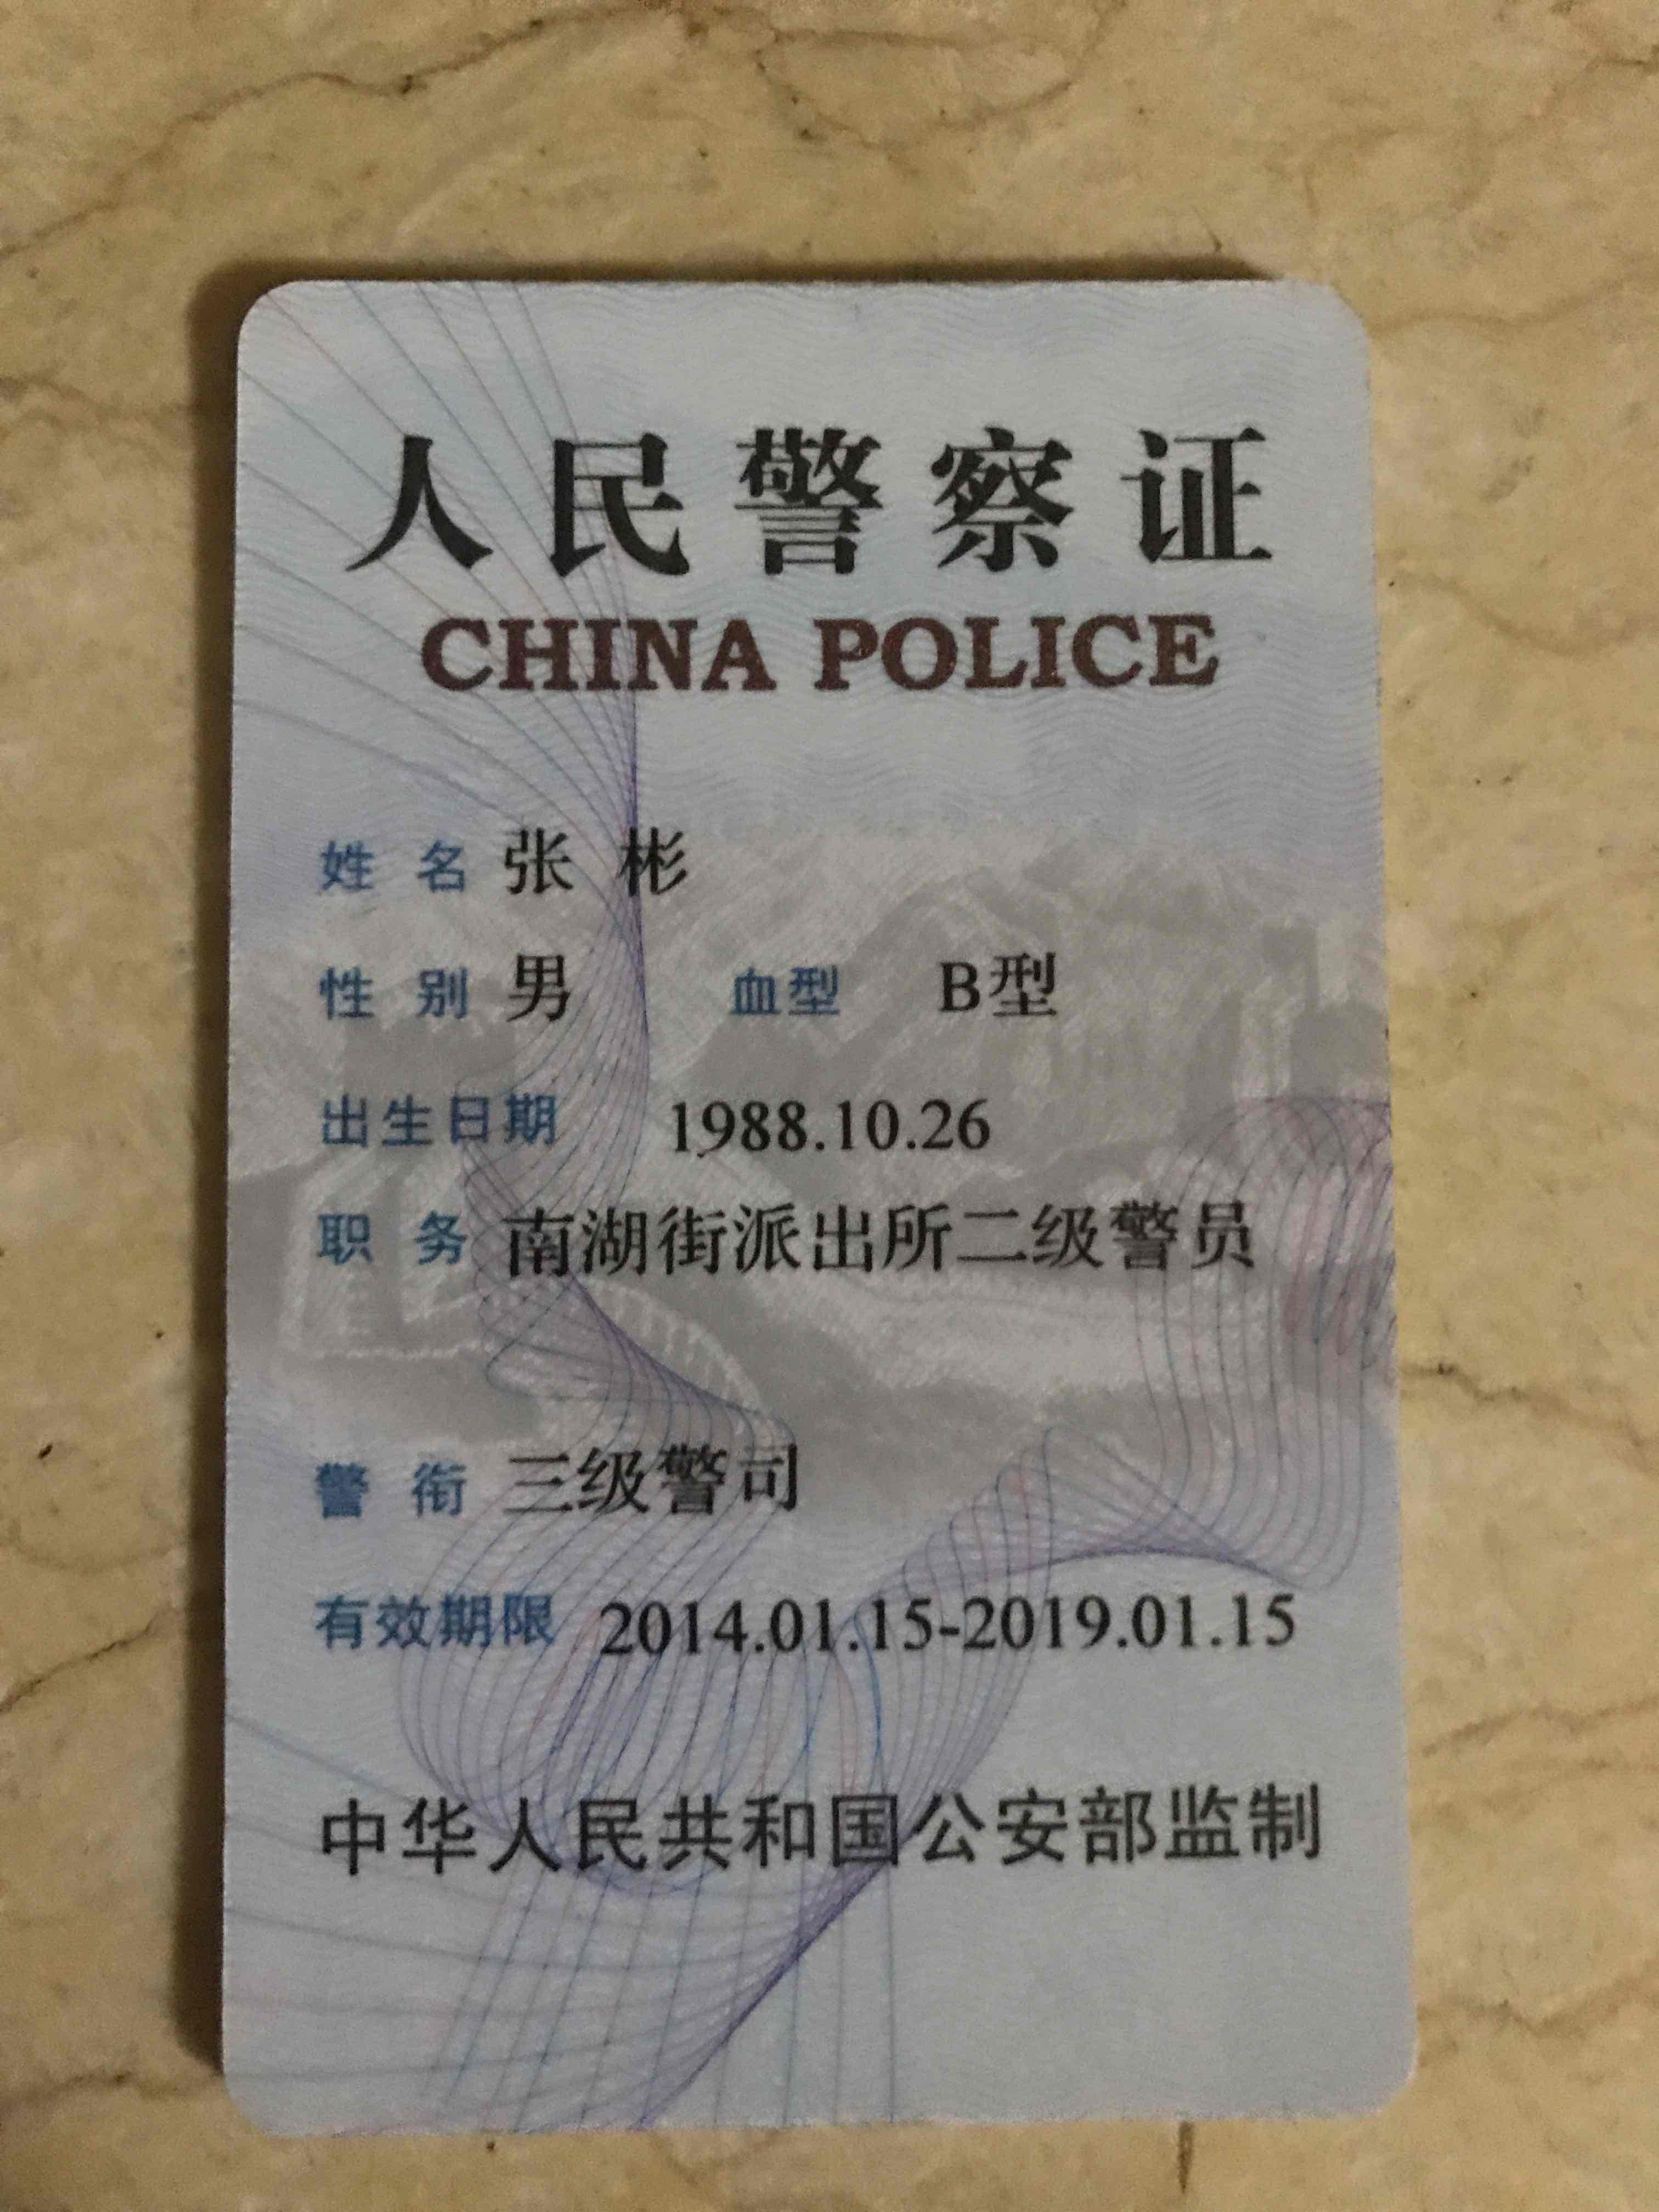 人民警察证
CHINA POLICE
姓 名 张 彬
性 别 男 血型 B型
出生日期 1988.10.26
职 务 南湖街派出所二级警员
警 衔 三级警司
有效期限 2014.01.15-2019.01.15
中华人民共和国公安部监制